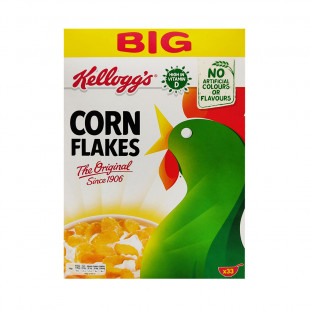 BIG
Kellogg's
HIGH IN
VITAMIN
D
NO
ARTIFICIAL
COLOURS OR
FLAVOURS
CORN
FLAKES
The Original
Since 1906
x33